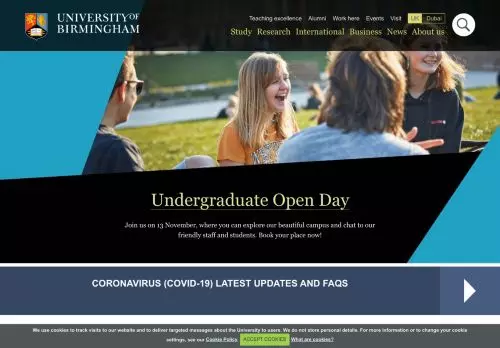 UNIVERSITY OF
BIRMINGHAM
Teaching excellence Alumni Work here Events Visit UK Dubai
Study Research International Business News About us
Undergraduate Open Day
Join us on 13 November, where you can explore our beautiful campus and chat to our
friendly staff and students. Book your place now!
CORONAVIRUS (COVID-19) LATEST UPDATES AND FAQS
We use cookies to track visits to our website and to deliver targeted messages about the University to users. We do not store personal details. For more information or to change your cookie
settings, see our Cookie Policy. ACCEPT COOKIES What are cookies?